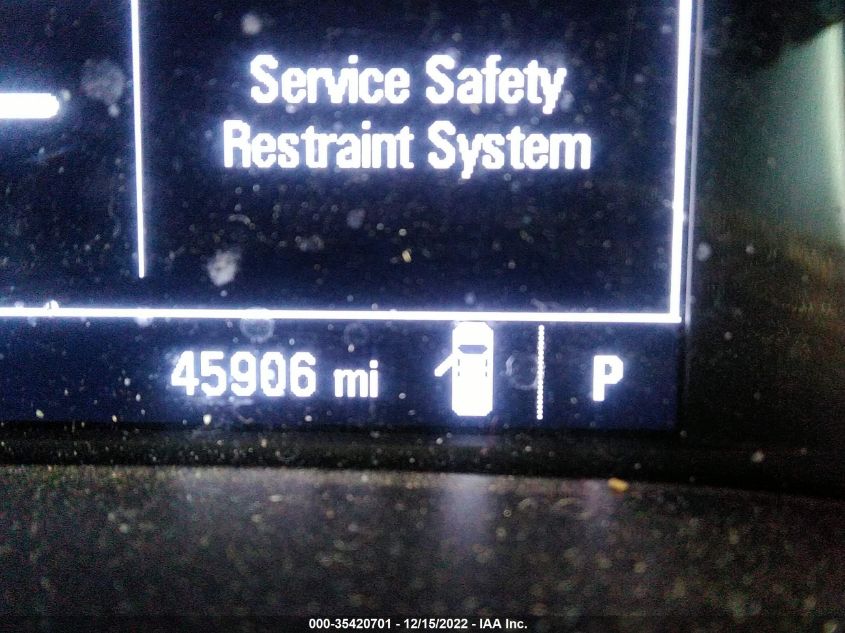 Service Safety
Restraint System
45906 mi
P
000-35420701 - 12/15/2022 - IAA Inc.